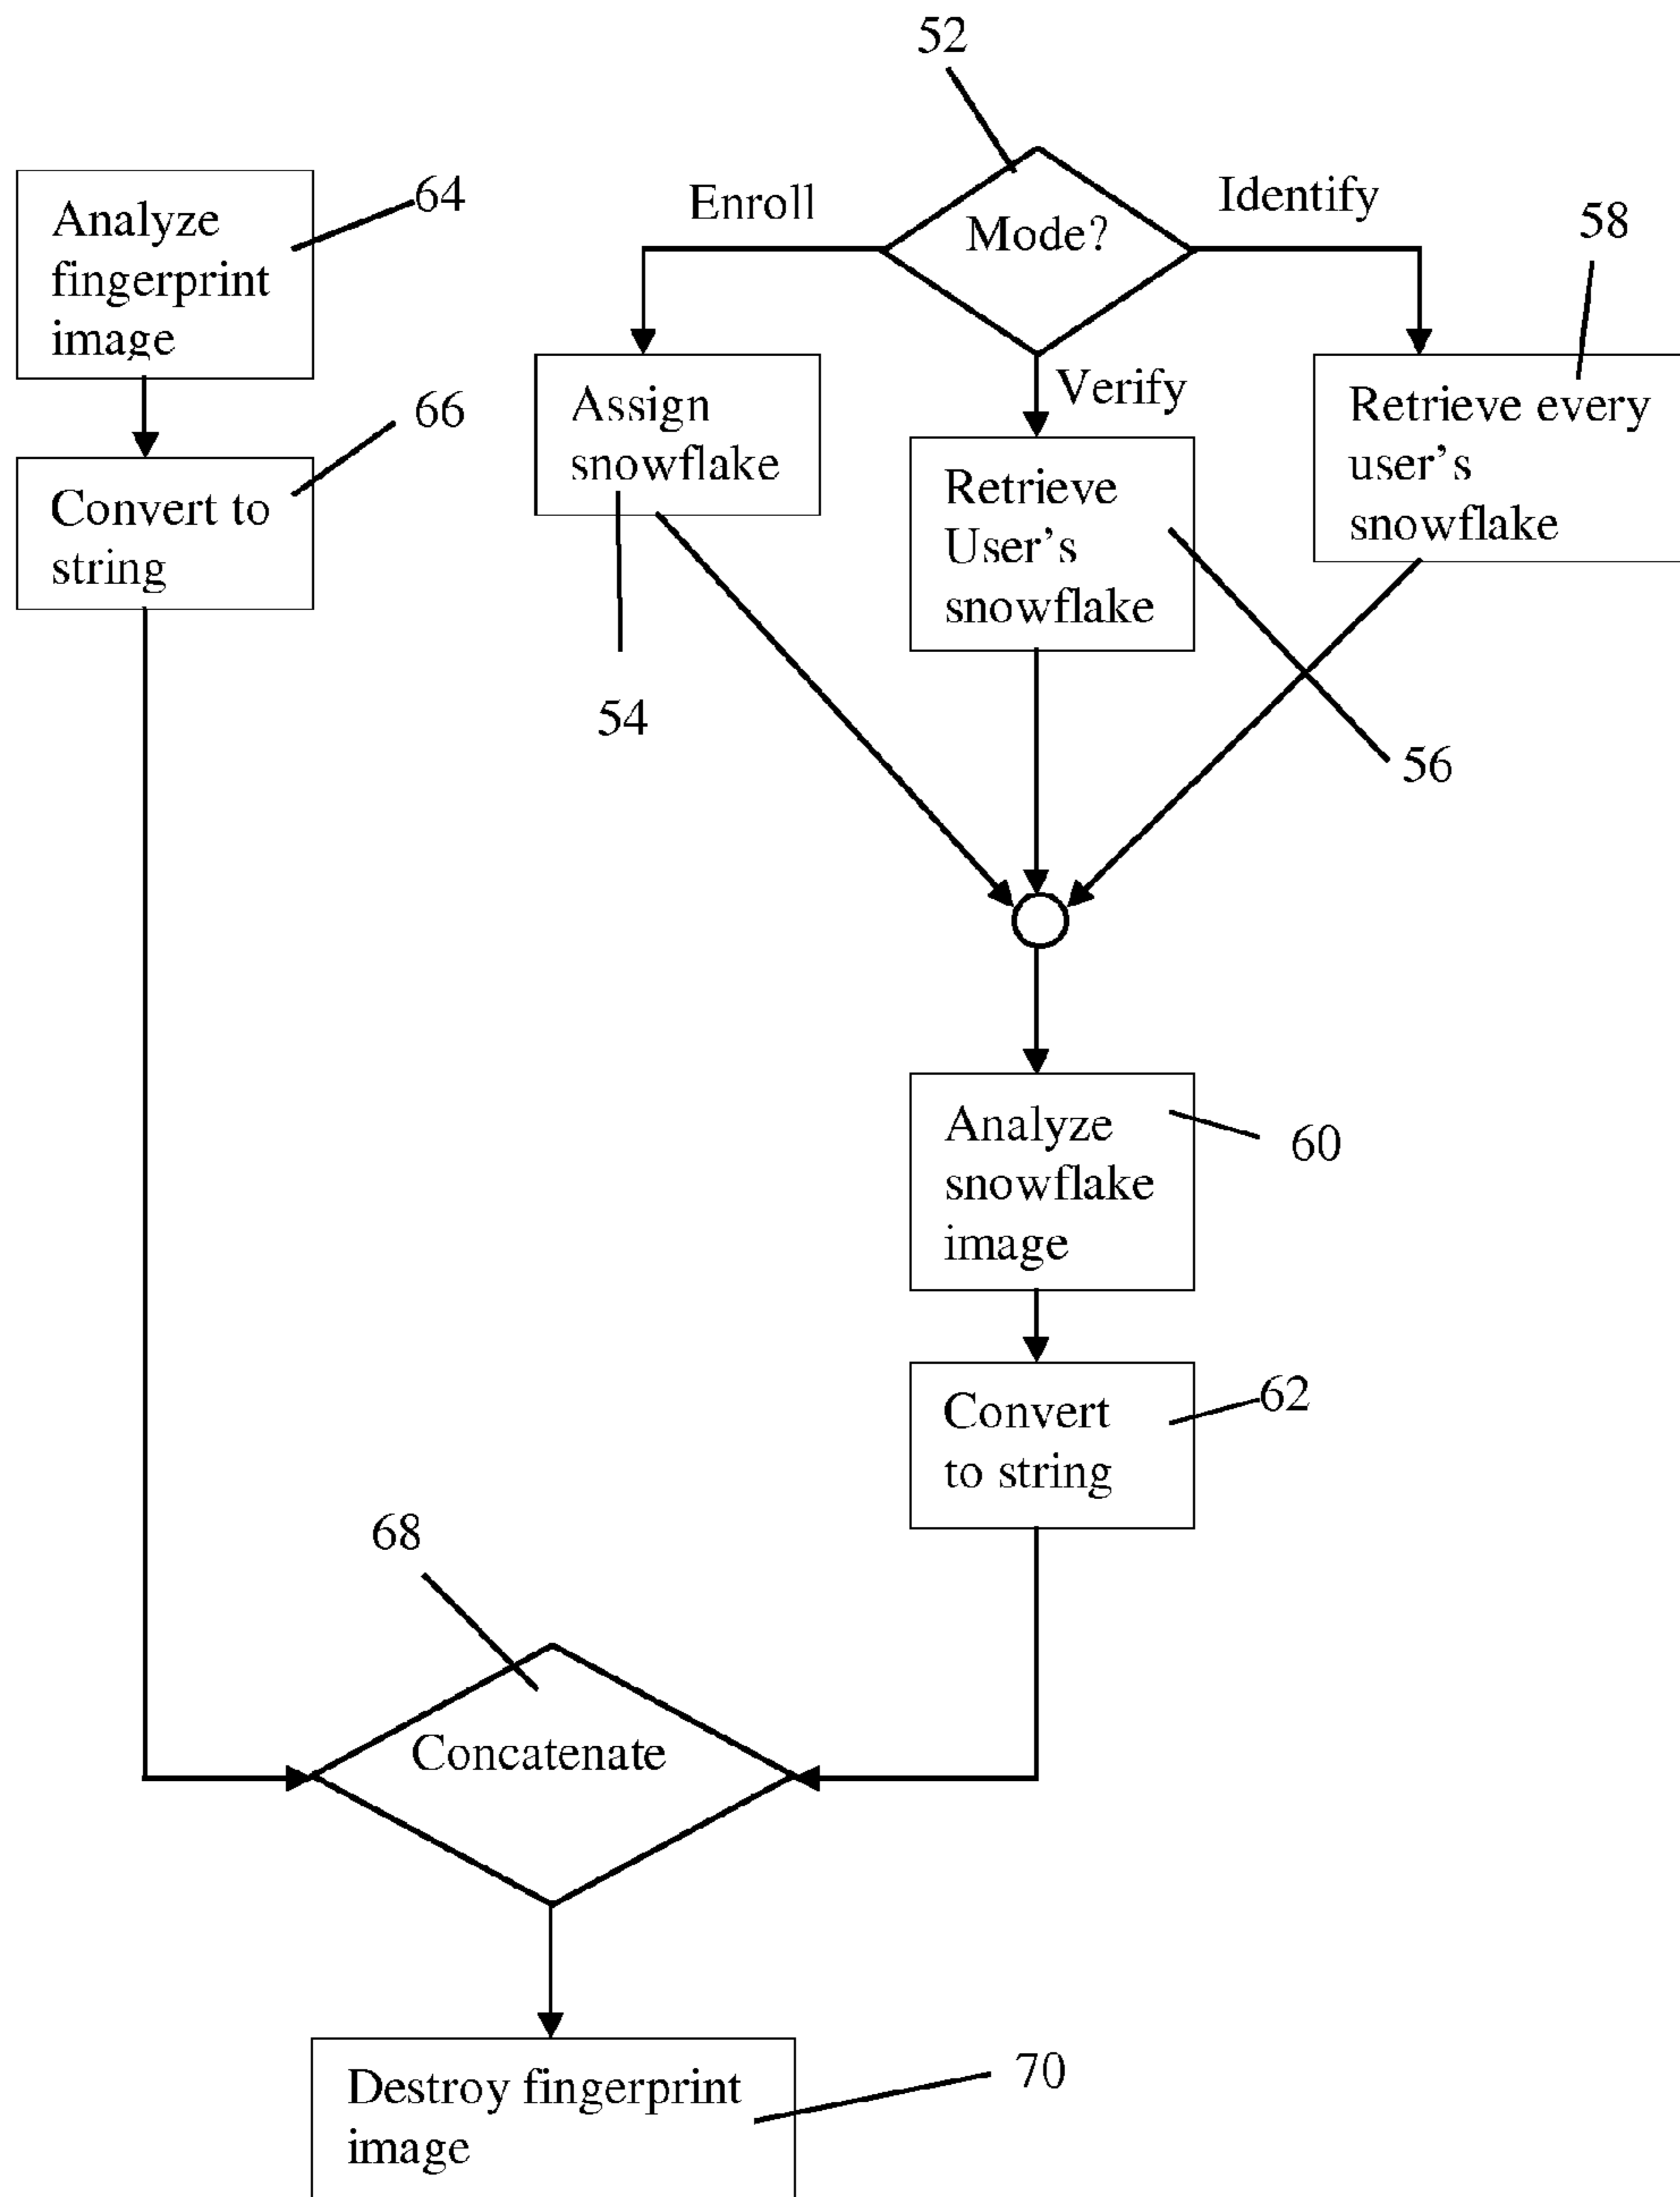 52
Enroll
Mode?
Identify
58
Analyze
fingerprint
image
64
66
Convert to
string
Assign
snowflake
54
Verify
Retrieve
User's
snowflake
56
Retrieve every
user's
snowflake
Analyze
snowflake
image
60
Convert
to string
62
68
Concatenate
Destroy fingerprint
image
70